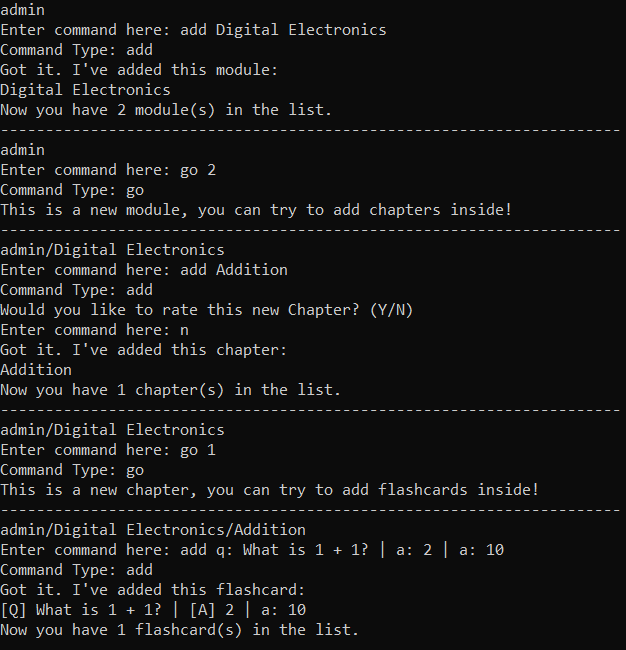 admin
Enter command here: add Digital Electronics
Command Type: add
Got it. I've added this module:
Digital Electronics
Now you have 2 module(s) in the list.
---------------------------------------------------------------------
admin
Enter command here: go 2
Command Type: go
This is a new module, you can try to add chapters inside!
---------------------------------------------------------------------
admin/Digital Electronics
Enter command here: add Addition
Command Type: add
Would you like to rate this new Chapter? (Y/N)
Enter command here: n
Got it. I've added this chapter:
Addition
Now you have 1 chapter(s) in the list.
---------------------------------------------------------------------
admin/Digital Electronics
Enter command here: go 1
Command Type: go
This is a new chapter, you can try to add flashcards inside!
---------------------------------------------------------------------
admin/Digital Electronics/Addition
Enter command here: add q: What is 1 + 1? | a: 2 | a: 10
Command Type: add
Got it. I've added this flashcard:
[Q] What is 1 + 1? | [A] 2 | a: 10
Now you have 1 flashcard(s) in the list.